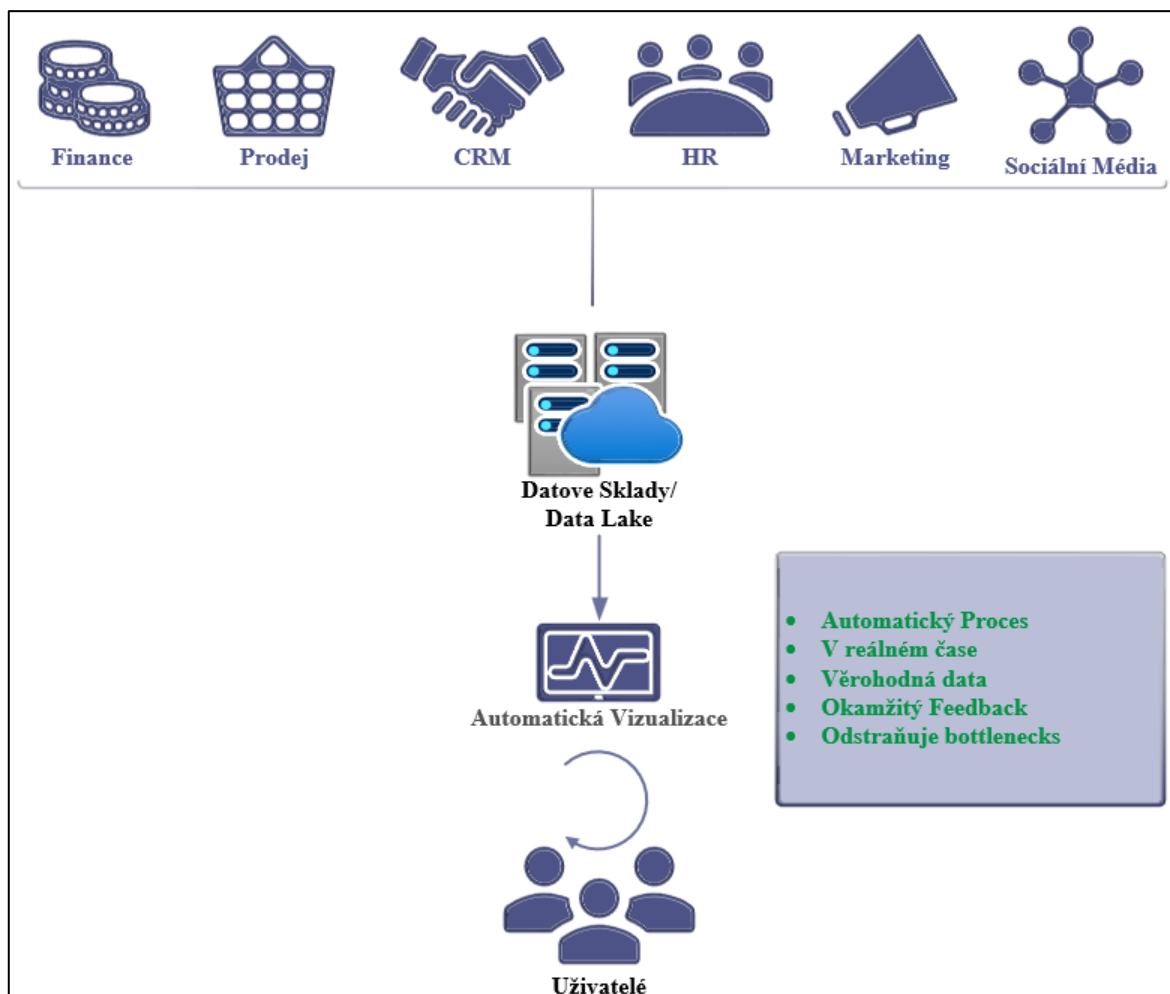 Finance
Prodej
CRM
HR
Marketing
Sociální Média
Datove Sklady/
Data Lake
Automatická Vizualizace
• Automatický Proces
• V reálném čase
• Věrohodná data
• Okamžitý Feedback
• Odstraňuje bottlenecks
Uživatelé